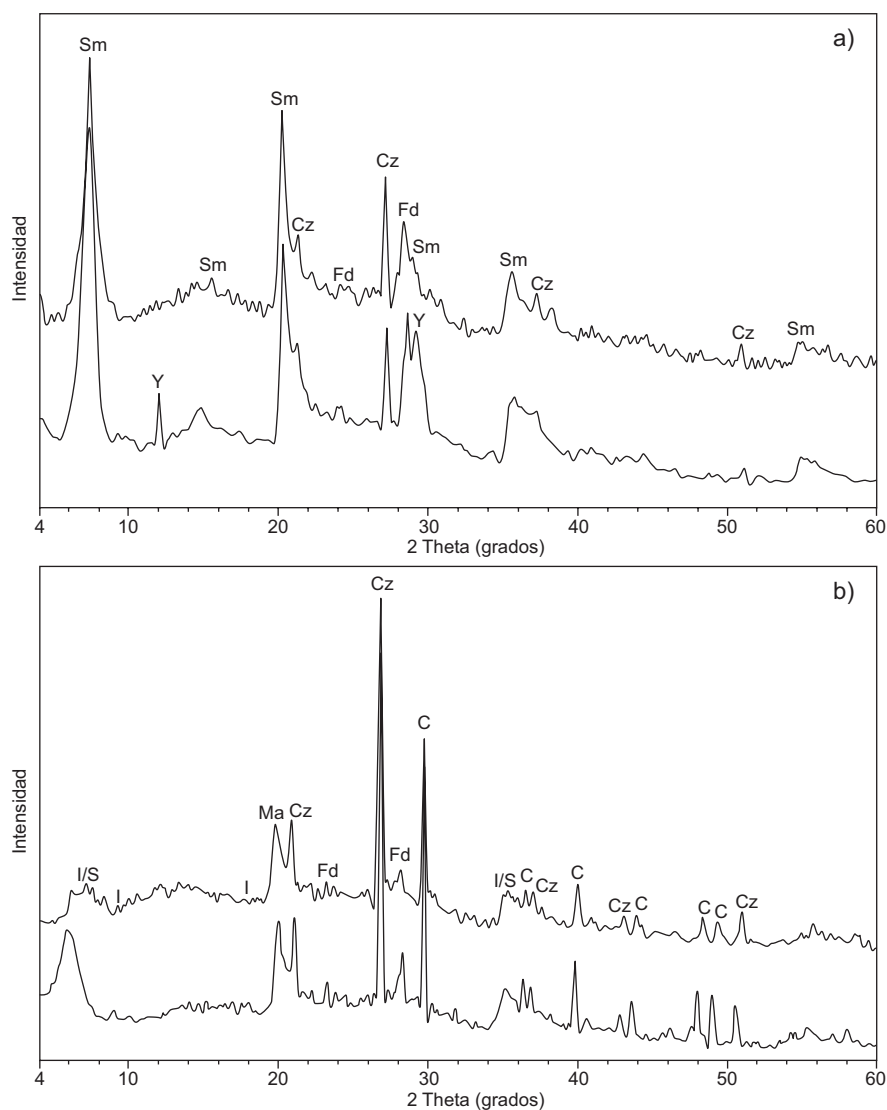 a)
Sm
Sm
Cz
Cz
Fd
Sm
Sm
Fd
Sm
Cz
Cz
Sm
Y
Y
Intensidad
4 10 20 30 40 50 60
2 Theta (grados)
b)
Cz
C
Ma
Cz
Fd
Fd
I/S
I
I
I/S
C
Cz
C
Cz
C
C
C
Cz
Intensidad
4 10 20 30 40 50 60
2 Theta (grados)